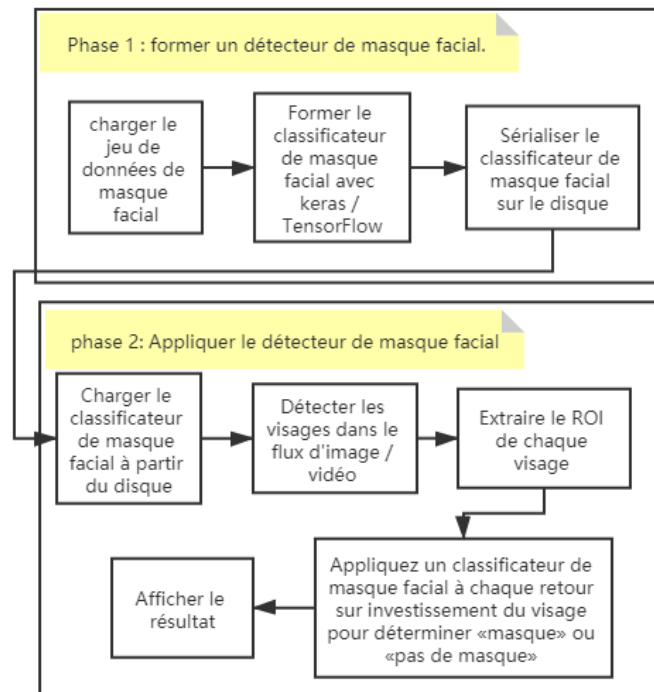 Phase 1 : former un détecteur de masque facial.
charger le
jeu de
données de
masque
facial
Former le
classificateur
de masque
facial avec
keras /
TensorFlow
Sérialiser le
classificateur de
masque facial
sur le disque
phase 2: Appliquer le détecteur de masque facial
Charger le
classificateur
de masque
facial à partir
du disque
Détecter les
visages dans le
flux d'image /
vidéo
Extraire le ROI
de chaque
visage
Appliquez un classificateur de
masque facial à chaque retour
sur investissement du visage
pour déterminer «masque» ou
«pas de masque»
Afficher le
résultat